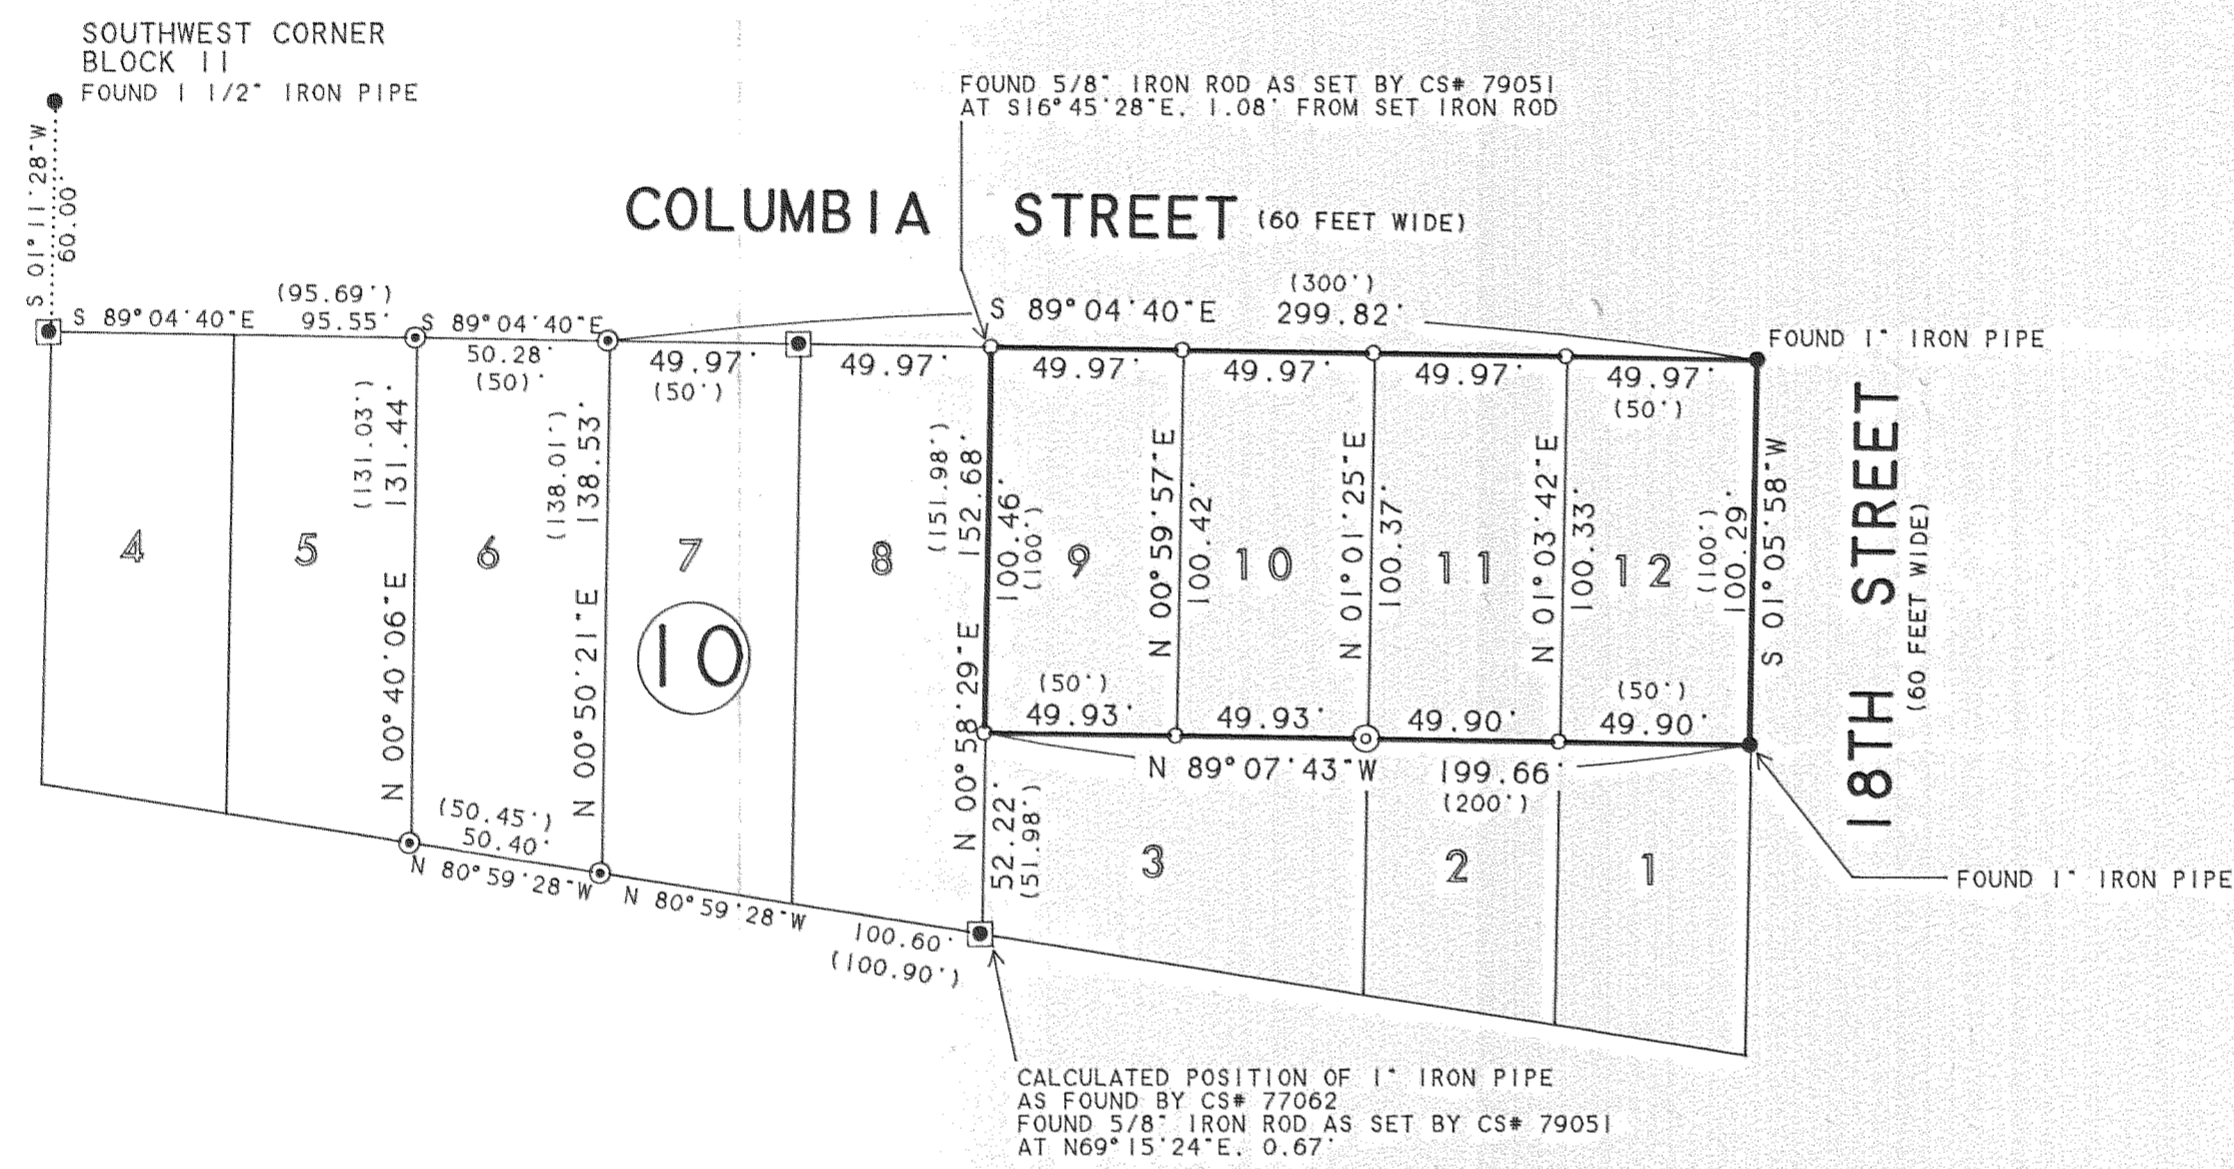 SOUTHWEST CORNER
BLOCK 11
FOUND 1 1/2" IRON PIPE
FOUND 5/8" IRON ROD AS SET BY CS# 79051
AT S16°45'28"E, 1.08' FROM SET IRON ROD
S 01°11'28"W
60.00'
COLUMBIA STREET (60 FEET WIDE)
(95.69')
S 89°04'40"E 95.55'
S 89°04'40"E
50.28'
(50)'
49.97'
(50')
49.97'
(300')
S 89°04'40"E 299.82'
49.97'
49.97'
49.97'
49.97'
(50')
FOUND 1" IRON PIPE
(131.03')
131.44'
N 00°40'06"E
(138.01')
138.53'
N 00°50'21"E
(151.98')
152.68'
N 00°58'29"E
100.46'
(100')
N 00°59'57"E
100.42'
N 01°01'25"E
100.37'
N 01°03'42"E
100.33'
(100')
100.29'
S 01°05'58"W
18TH STREET
(60 FEET WIDE)
4
5
6
7
8
9
10
11
12
10
(50')
49.93'
49.93'
49.90'
(50')
49.90'
N 89°07'43"W 199.66'
(200')
52.22'
(51.98')
3
2
1
FOUND 1" IRON PIPE
(50.45')
50.40'
N 80°59'28"W
N 80°59'28"W
100.60'
(100.90')
CALCULATED POSITION OF 1" IRON PIPE
AS FOUND BY CS# 77062
FOUND 5/8" IRON ROD AS SET BY CS# 79051
AT N69°15'24"E, 0.67'